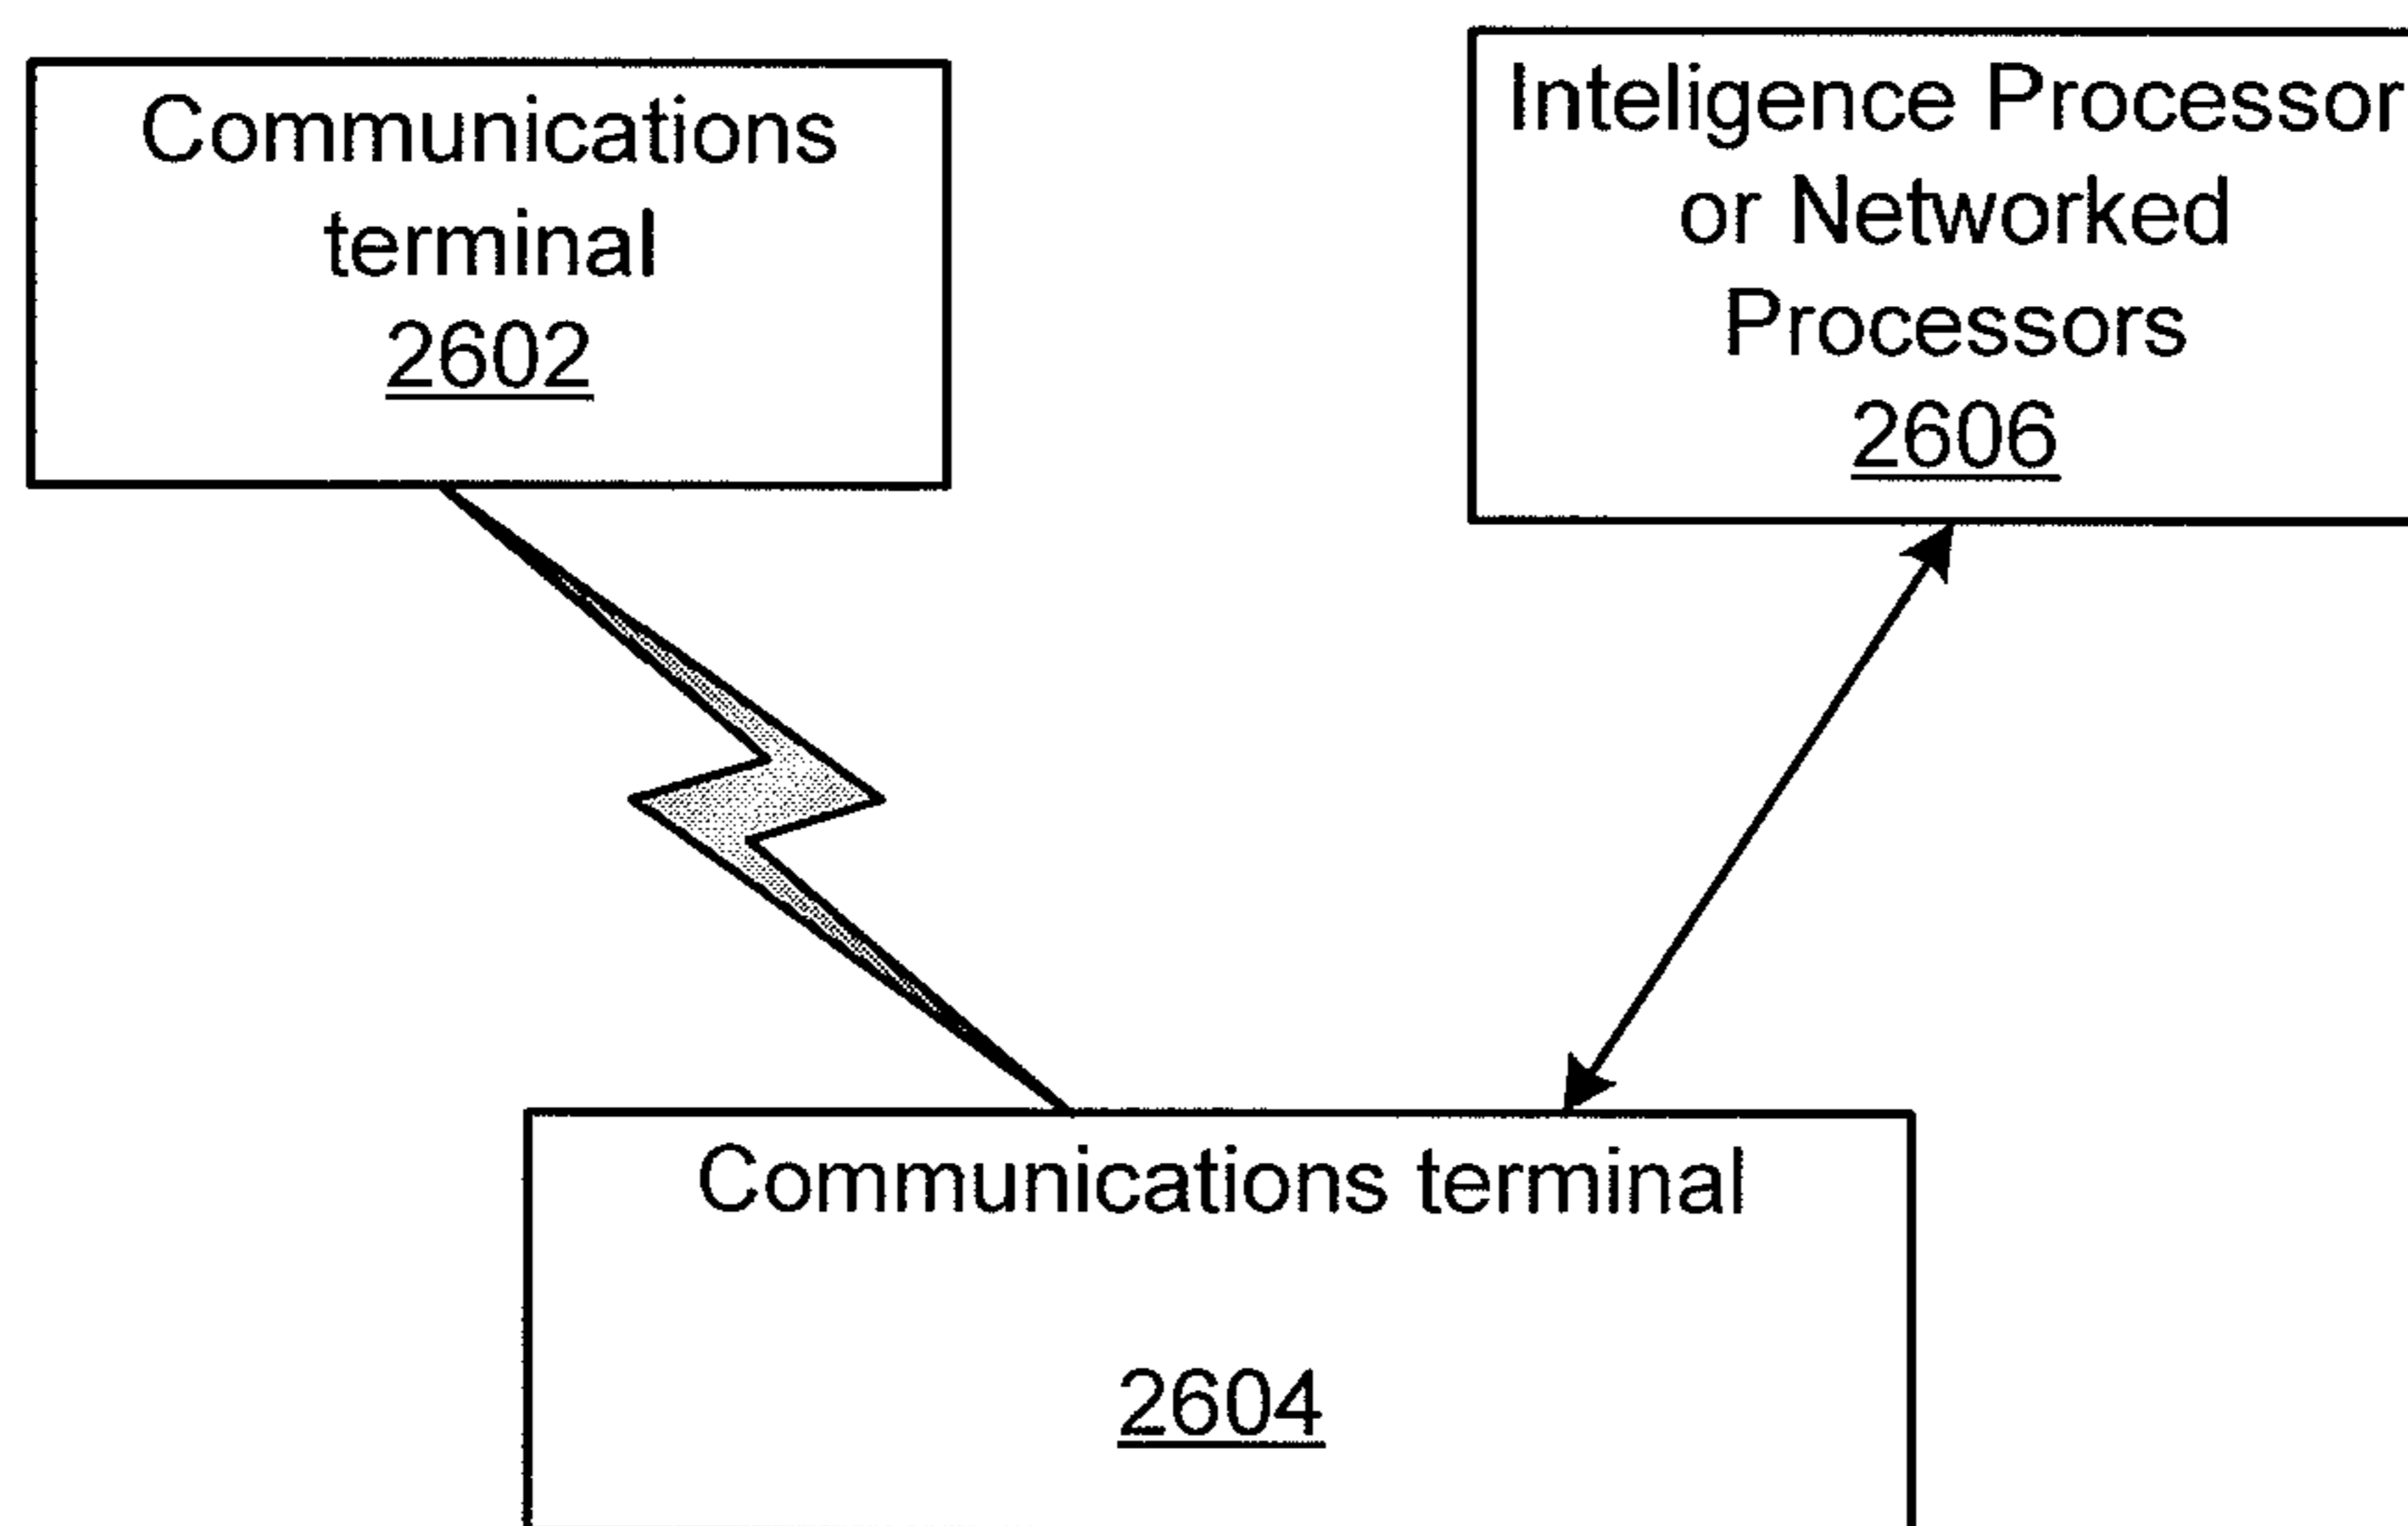 Communications
terminal
2602
Inteligence Processor
or Networked
Processors
2606
Communications terminal
2604